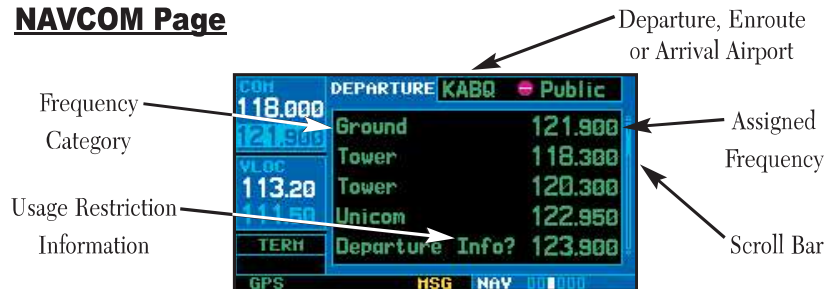 NAVCOM Page
Departure, Enroute
or Arrival Airport
Frequency
Category
Usage Restriction
Information
Assigned
Frequency
Scroll Bar
COM
118.000
121.900
VLOC
113.20
111.50
TERM
GPS
DEPARTURE KABQ Public
Ground 121.900
Tower 118.300
Tower 120.300
Unicom 122.950
Departure Info? 123.900
MSG NAV